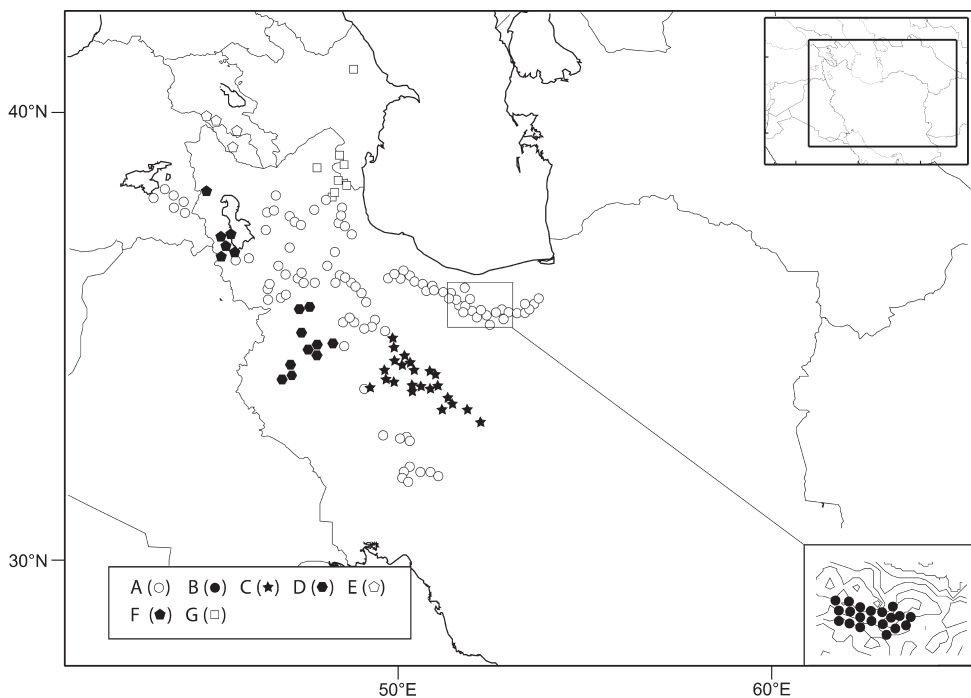 40°N
30°N
A (○) B (●) C (★) D (⬢) E (⬠)
F (⬟) G (□)
50°E
60°E